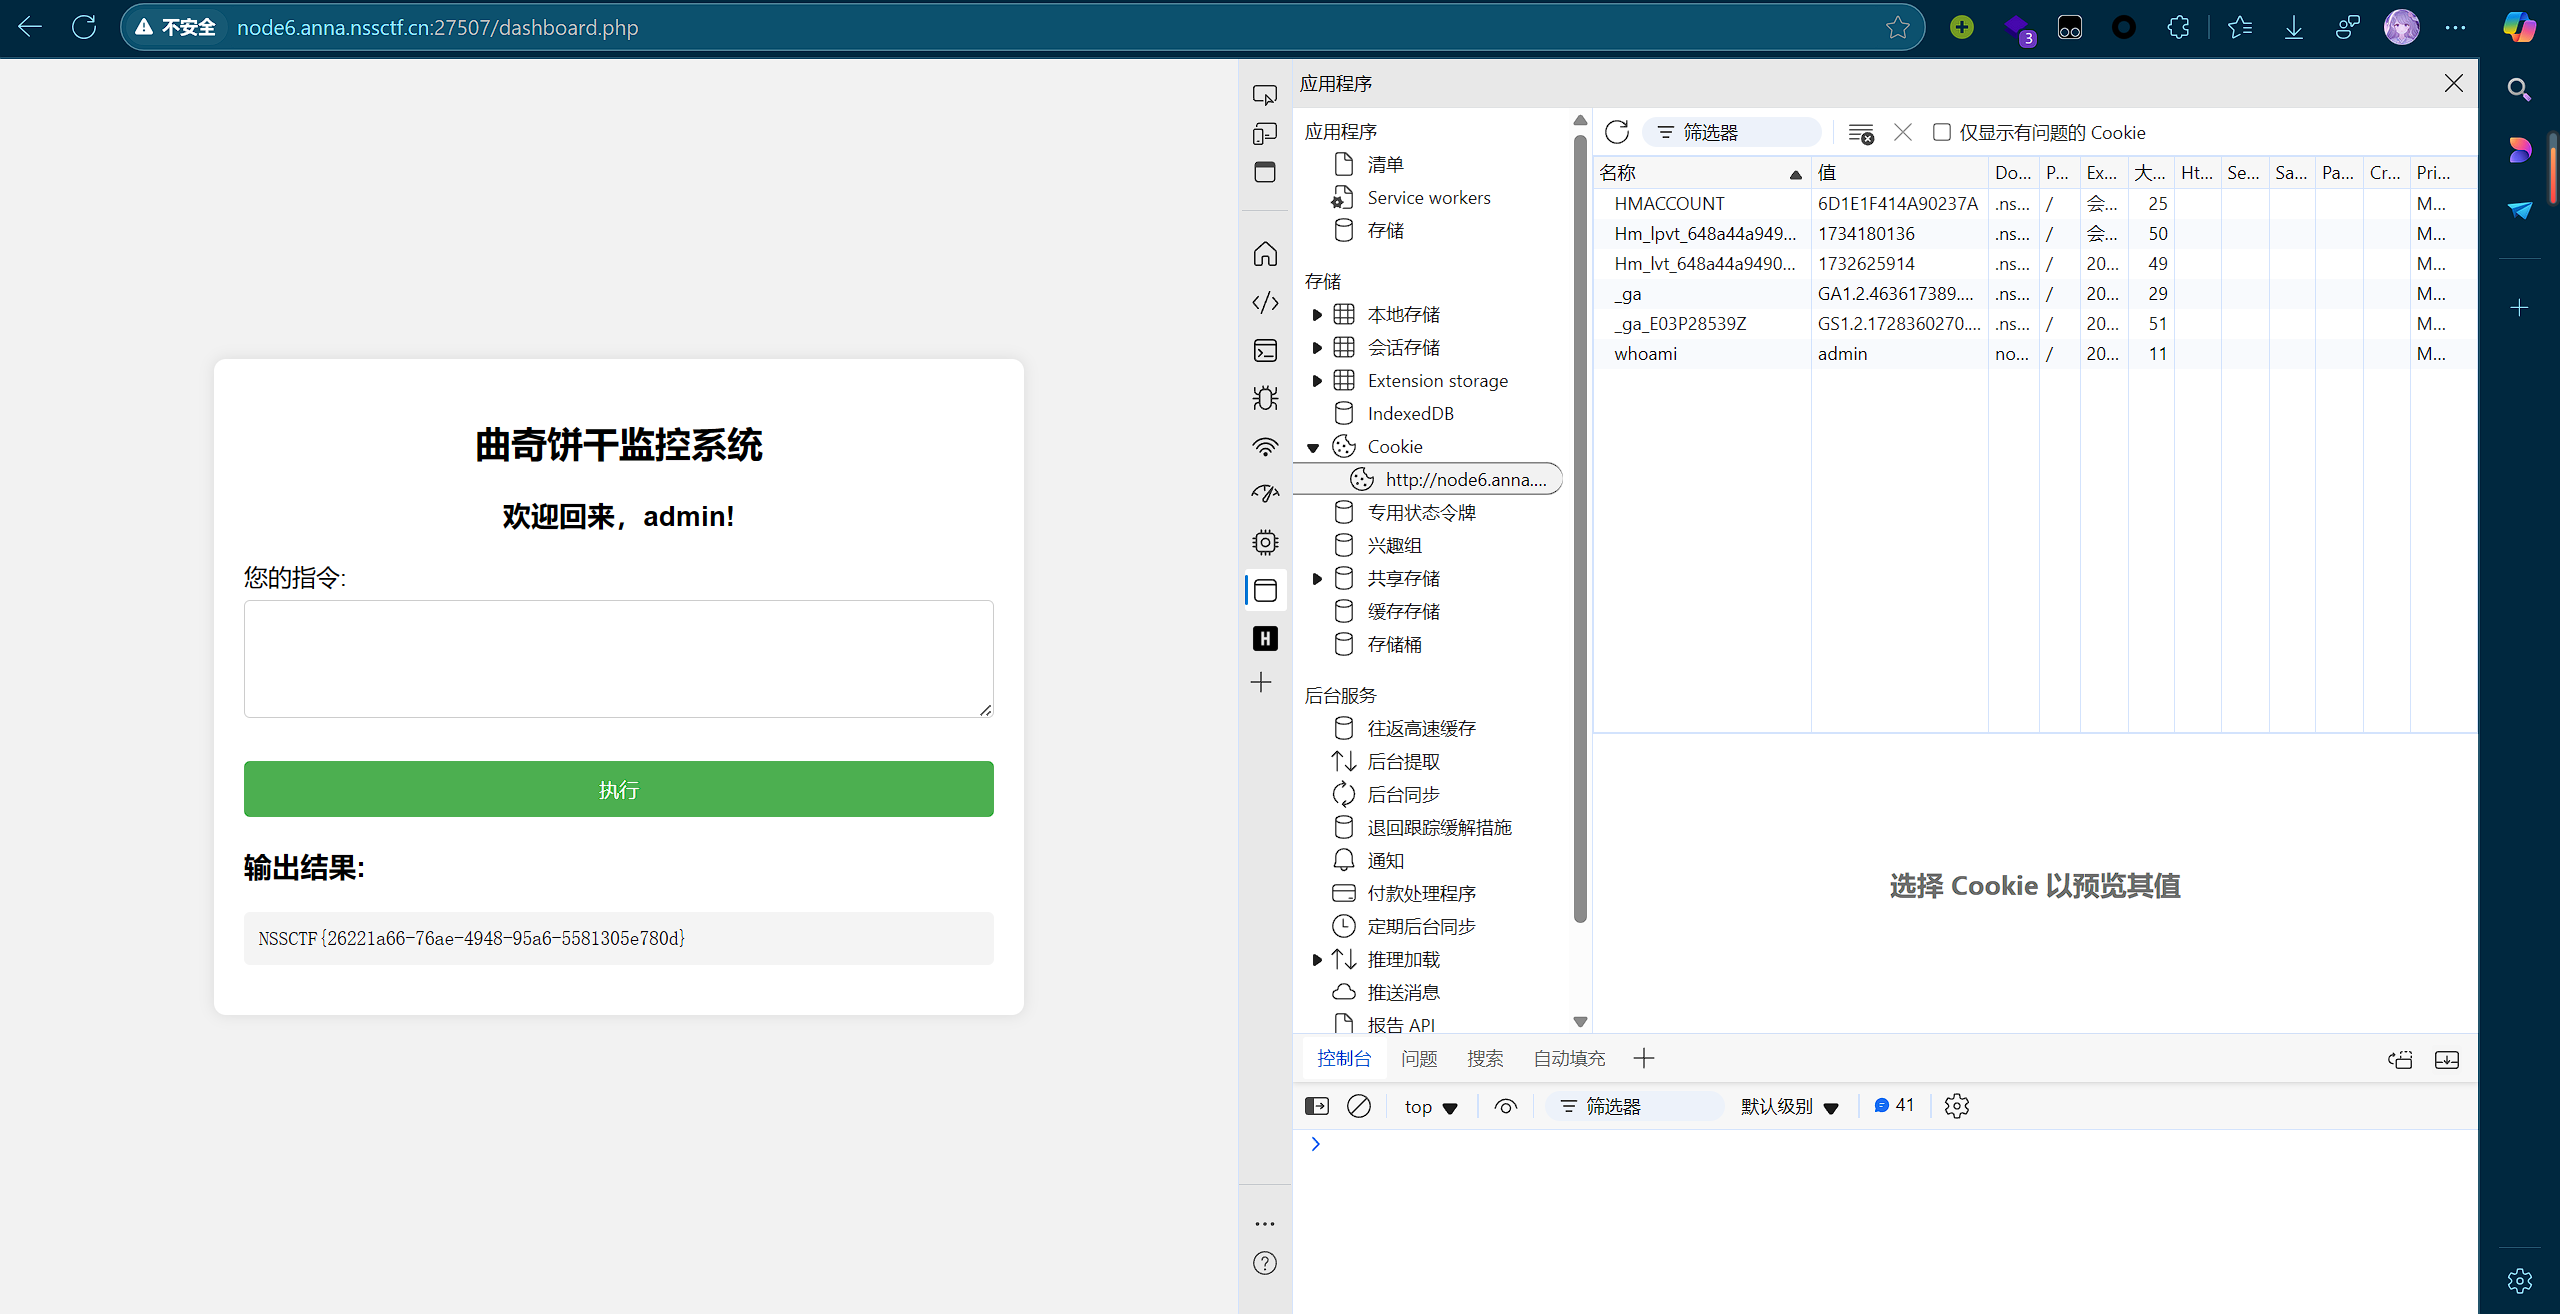 不安全 node6.anna.nssctf.cn:27507/dashboard.php
3
曲奇饼干监控系统
欢迎回来，admin!
您的指令:
执行
输出结果:
NSSCTF{26221a66-76ae-4948-95a6-5581305e780d}
应用程序
应用程序
清单
Service workers
存储
存储
本地存储
会话存储
Extension storage
IndexedDB
Cookie
http://node6.anna....
专用状态令牌
兴趣组
共享存储
缓存存储
存储桶
后台服务
往返高速缓存
后台提取
后台同步
退回跟踪缓解措施
通知
付款处理程序
定期后台同步
推理加载
推送消息
报告 API
筛选器 仅显示有问题的 Cookie
名称 值 Do... P... Ex... 大... Ht... Se... Sa... Pa... Cr... Pri...
HMACCOUNT 6D1E1F414A90237A .ns... / 会... 25 M...
Hm_lpvt_648a44a949... 1734180136 .ns... / 会... 50 M...
Hm_lvt_648a44a9490... 1732625914 .ns... / 20... 49 M...
_ga GA1.2.463617389.... .ns... / 20... 29 M...
_ga_E03P28539Z GS1.2.1728360270.... .ns... / 20... 51 M...
whoami admin no... / 20... 11 M...
选择 Cookie 以预览其值
控制台 问题 搜索 自动填充
top 筛选器 默认级别 41